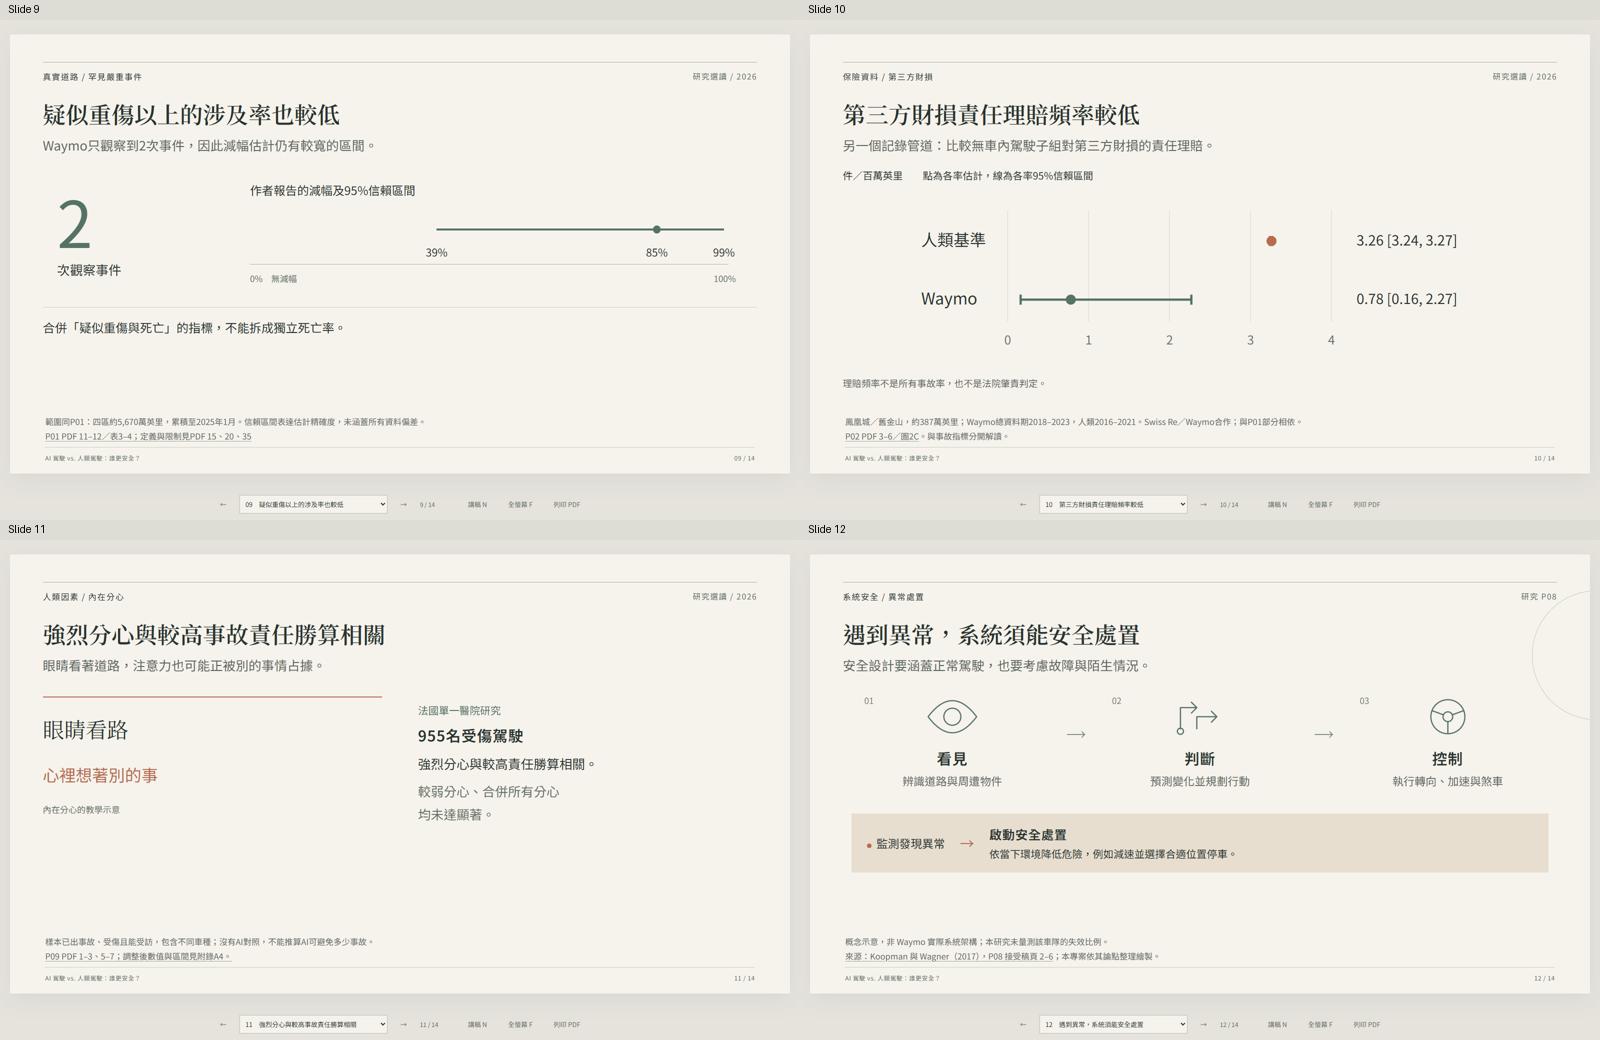 Slide 9
真實道路 / 罕見嚴重事件
研究選讀 / 2026
疑似重傷以上的涉及率也較低
Waymo只觀察到2次事件，因此減幅估計仍有較寬的區間。
作者報告的減幅及95%信賴區間
2
次觀察事件
39%
85%
99%
0% 無減幅
100%
合併「疑似重傷與死亡」的指標，不能拆成獨立死亡率。
範圍同P01：四區約5,670萬英里，累積至2025年1月。信賴區間表達估計精確度，未涵蓋所有資料偏差。
P01 PDF 11–12／表3–4；定義與限制見PDF 15、20、35
AI 駕駛 vs. 人類駕駛：誰更安全？
09 / 14
← 09 疑似重傷以上的涉及率也較低 → 9 / 14 講稿 N 全螢幕 F 列印 PDF
Slide 10
保險資料 / 第三方財損
研究選讀 / 2026
第三方財損責任理賠頻率較低
另一個記錄管道：比較無車內駕駛子組對第三方財損的責任理賠。
件／百萬英里 點為各率估計，線為各率95%信賴區間
人類基準
3.26 [3.24, 3.27]
Waymo
0.78 [0.16, 2.27]
0 1 2 3 4
理賠頻率不是所有事故率，也不是法院肇責判定。
鳳凰城／舊金山，約387萬英里；Waymo總資料期2018–2023，人類2016–2021。Swiss Re／Waymo合作；與P01部分相依。
P02 PDF 3–6／圖2C。與事故指標分開解讀。
AI 駕駛 vs. 人類駕駛：誰更安全？
10 / 14
← 10 第三方財損責任理賠頻率較低 → 10 / 14 講稿 N 全螢幕 F 列印 PDF
Slide 11
人類因素 / 內在分心
研究選讀 / 2026
強烈分心與較高事故責任勝算相關
眼睛看著道路，注意力也可能正被別的事情占據。
眼睛看路
心裡想著別的事
內在分心的教學示意
法國單一醫院研究
955名受傷駕駛
強烈分心與較高責任勝算相關。
較弱分心、合併所有分心
均未達顯著。
樣本已出事故、受傷且能受訪，包含不同車種；沒有AI對照，不能推算AI可避免多少事故。
P09 PDF 1–3、5–7；調整後數值與區間見附錄A4。
AI 駕駛 vs. 人類駕駛：誰更安全？
11 / 14
← 11 強烈分心與較高事故責任勝算相關 → 11 / 14 講稿 N 全螢幕 F 列印 PDF
Slide 12
系統安全 / 異常處置
研究 P08
遇到異常，系統須能安全處置
安全設計要涵蓋正常駕駛，也要考慮故障與陌生情況。
01
看見
辨識道路與周遭物件
→
02
判斷
預測變化並規劃行動
→
03
控制
執行轉向、加速與煞車
監測發現異常 →
啟動安全處置
依當下環境降低危險，例如減速並選擇合適位置停車。
概念示意，非 Waymo 實際系統架構；本研究未量測該車隊的失效比例。
來源：Koopman 與 Wagner（2017），P08 接受稿頁 2–6；本專案依其論點整理繪製。
AI 駕駛 vs. 人類駕駛：誰更安全？
12 / 14
← 12 遇到異常，系統須能安全處置 → 12 / 14 講稿 N 全螢幕 F 列印 PDF